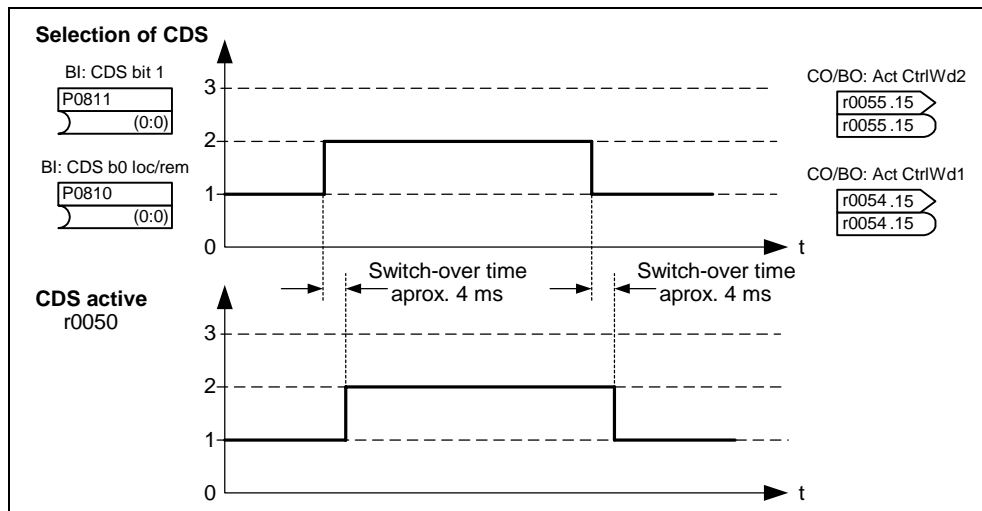 Selection of CDS
BI: CDS bit 1
P0811
(0:0)
BI: CDS b0 loc/rem
P0810
(0:0)
3
2
1
0
t
CO/BO: Act CtrlWd2
r0055 .15
r0055 .15
CO/BO: Act CtrlWd1
r0054 .15
r0054 .15
Switch-over time
aprox. 4 ms
Switch-over time
aprox. 4 ms
CDS active
r0050
3
2
1
0
t